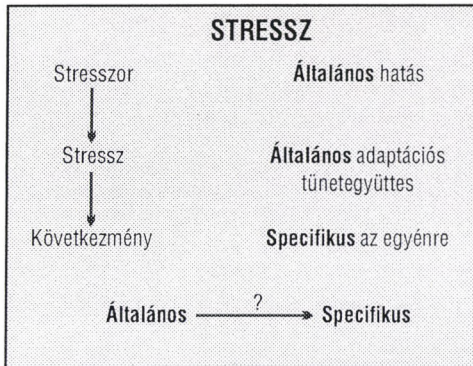 STRESSZ
Stresszor Általános hatás
Stressz Általános adaptációs
tünetegyüttes
Következmény Specifikus az egyénre
?
Általános Specifikus